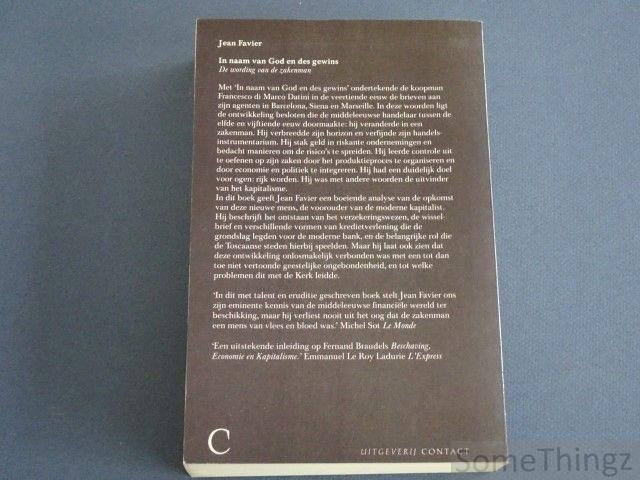 Jean Favier
In naam van God en des gewins
De wording van de zakenman
Met 'In naam van God en des gewins' ondertekende de koopman
Francesco di Marco Datini in de veertiende eeuw de brieven aan
zijn agenten in Barcelona, Siena en Marseille. In deze woorden ligt
de ontwikkeling besloten die de middeleeuwse handelaar tussen de
elfde en vijftiende eeuw doormaakte: hij veranderde in een
zakenman. Hij verbreedde zijn horizon en verfijnde zijn handels-
instrumentarium. Hij stak geld in riskante ondernemingen en
bedacht manieren om de risico's te spreiden. Hij leerde controle uit
te oefenen op zijn zaken door het produktieproces te organiseren en
door economie en politiek te integreren. Hij had een duidelijk doel
voor ogen: rijk worden. Hij was met andere woorden de uitvinder
van het kapitalisme.
In dit boek geeft Jean Favier een boeiende analyse van de opkomst
van deze nieuwe mens, de voorouder van de moderne kapitalist.
Hij beschrijft het ontstaan van het verzekeringswezen, de wissel-
brief en verschillende vormen van kredietverlening die de
grondslag legden voor de moderne bank, en de belangrijke rol die
de Toscaanse steden hierbij speelden. Maar hij laat ook zien dat
deze ontwikkeling onlosmakelijk verbonden was met een tot dan
toe niet vertoonde geestelijke ongebondenheid, en tot welke
problemen dit met de Kerk leidde.
'In dit met talent en eruditie geschreven boek stelt Jean Favier ons
zijn eminente kennis van de middeleeuwse financiële wereld ter
beschikking, maar hij verliest nooit uit het oog dat de zakenman
een mens van vlees en bloed was.' Michel Sot Le Monde
'Een uitstekende inleiding op Fernand Braudels Beschaving,
Economie en Kapitalisme.' Emmanuel Le Roy Ladurie L'Express
C
UITGEVERIJ CONTACT
SomeThingz